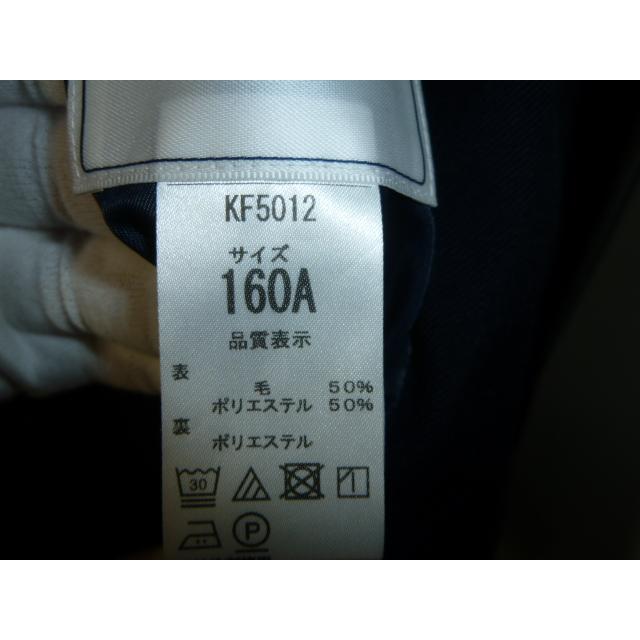 KF5012
サイズ
160A
品質表示
表
毛 50%
ポリエステル 50%
裏
ポリエステル
30
P